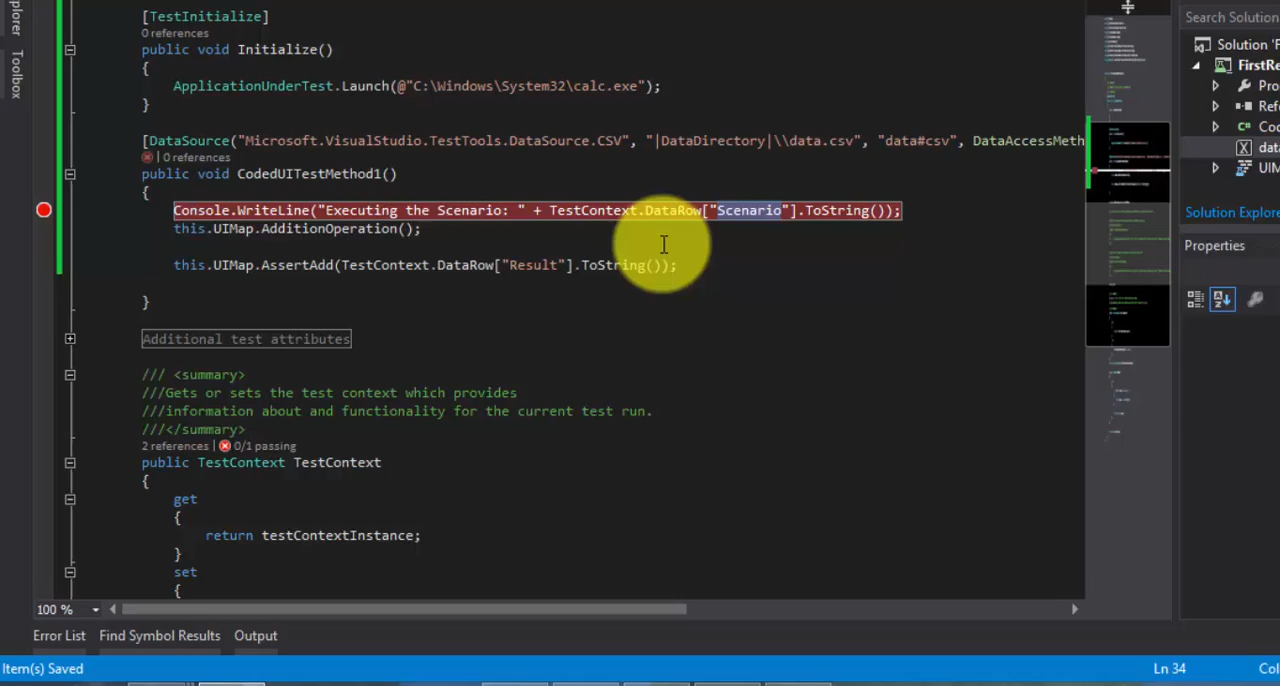 plorer
Toolbox
[TestInitialize]
0 references
public void Initialize()
{
ApplicationUnderTest.Launch(@"C:\Windows\System32\calc.exe");
}
[DataSource("Microsoft.VisualStudio.TestTools.DataSource.CSV", "|DataDirectory|\\data.csv", "data#csv", DataAccessMeth
| 0 references
public void CodedUITestMethod1()
{
Console.WriteLine("Executing the Scenario: " + TestContext.DataRow["Scenario"].ToString());
this.UIMap.AdditionOperation();
this.UIMap.AssertAdd(TestContext.DataRow["Result"].ToString());
}
Additional test attributes
/// <summary>
///Gets or sets the test context which provides
///information about and functionality for the current test run.
///</summary>
2 references | 0/1 passing
public TestContext TestContext
{
get
{
return testContextInstance;
}
set
{
100 %
Error List Find Symbol Results Output
Item(s) Saved
Ln 34
Col
Search Solution
Solution 'F
FirstRe
Pro
Refe
Co
data
UIM
Solution Explore
Properties